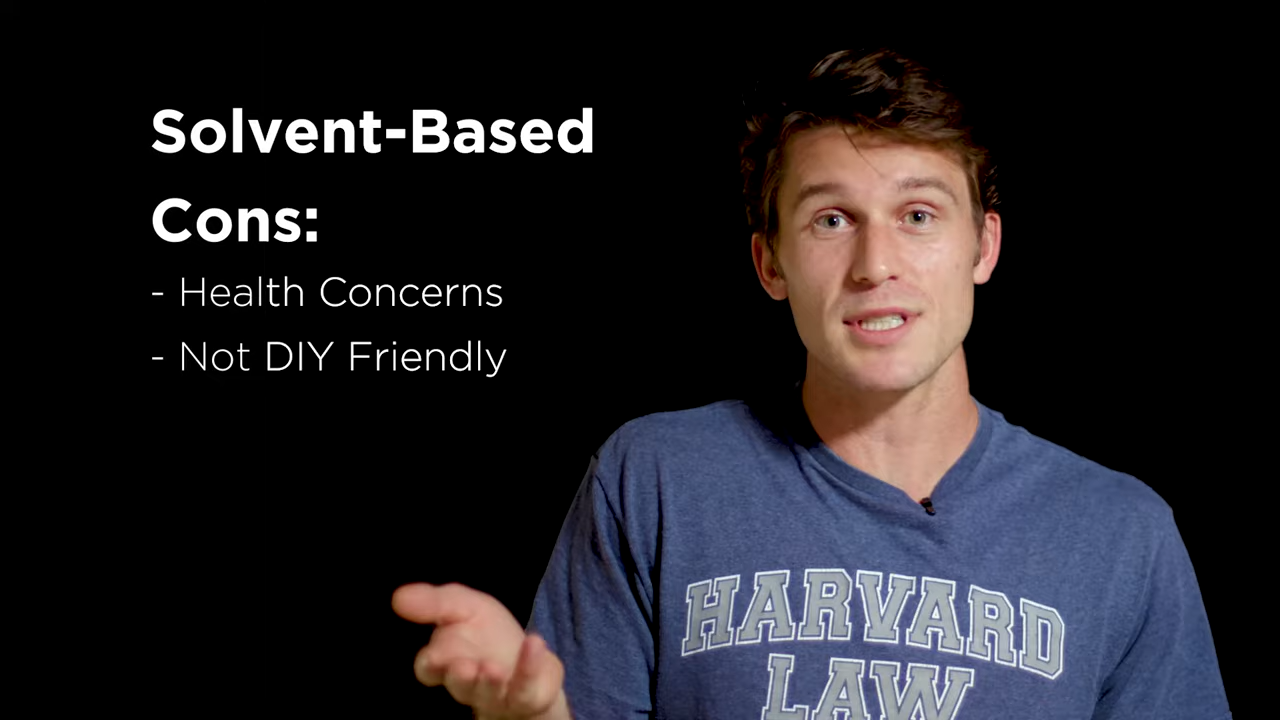 Solvent-Based
Cons:
- Health Concerns
- Not DIY Friendly
HARVARD
LAW